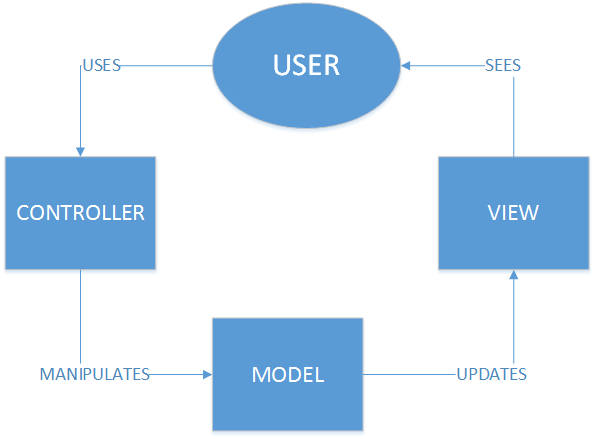 USER
USES
SEES
CONTROLLER
VIEW
MANIPULATES
MODEL
UPDATES